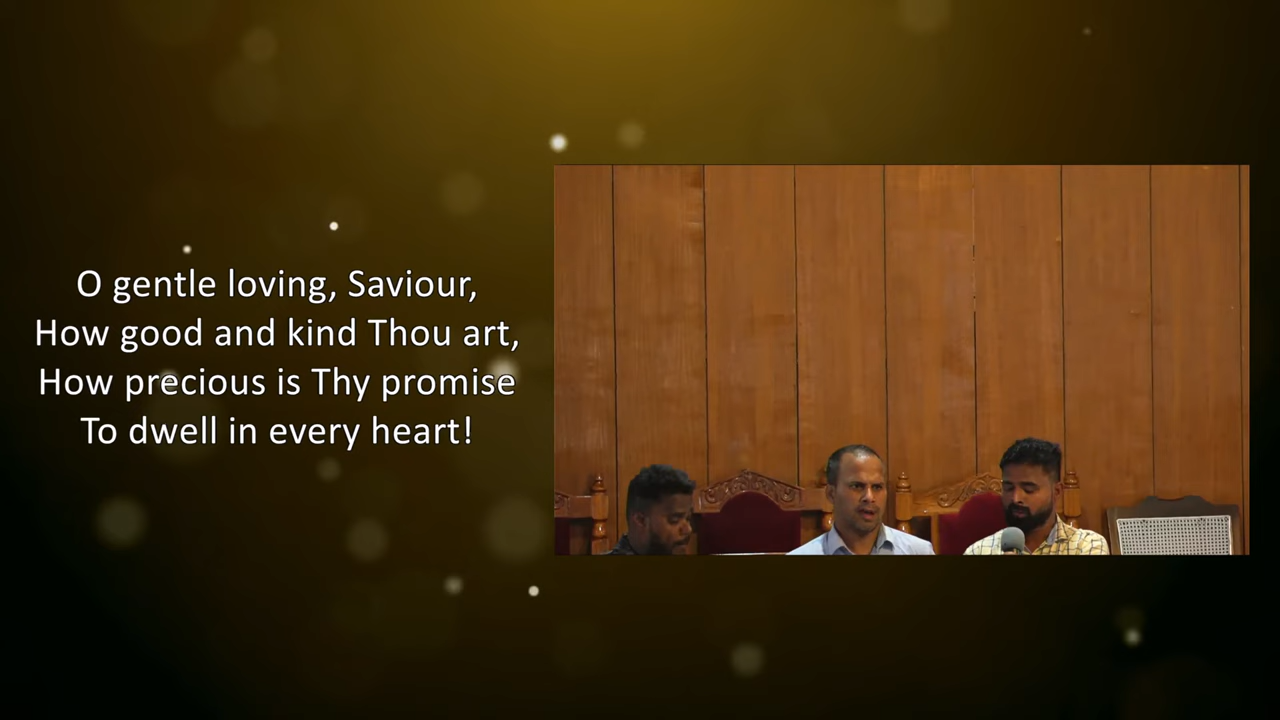 O gentle loving, Saviour,
How good and kind Thou art,
How precious is Thy promise
To dwell in every heart!